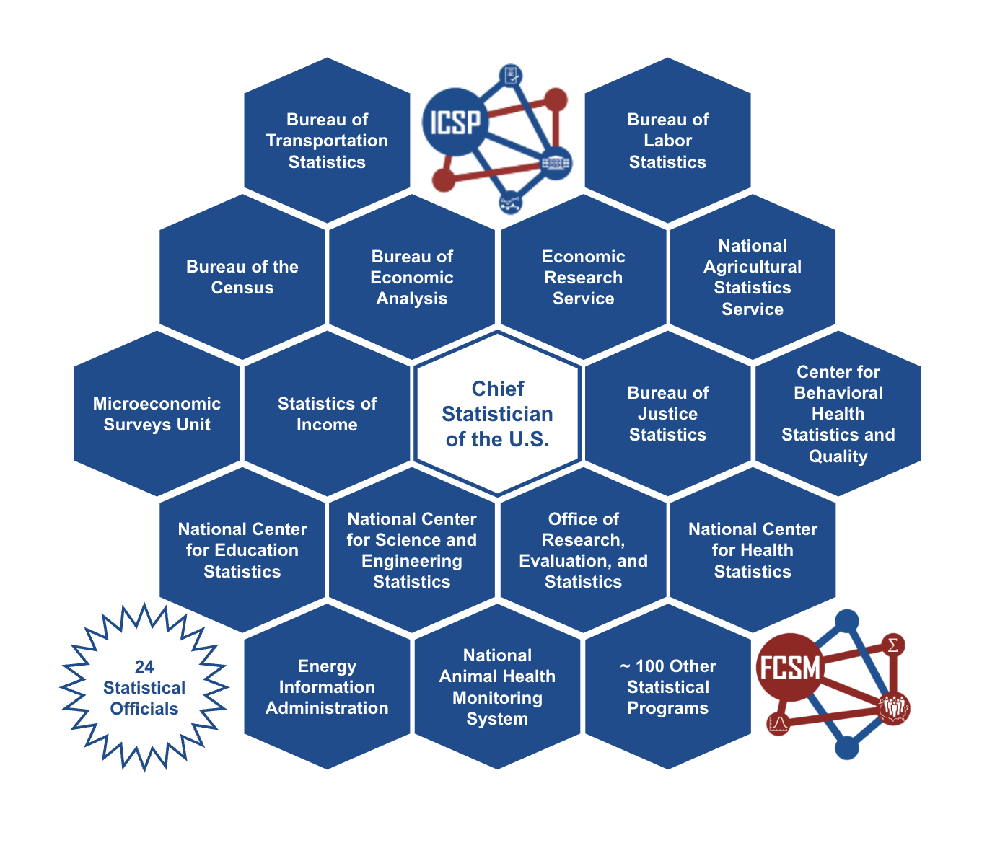 Bureau of
Transportation
Statistics
ICSP
Bureau of
Labor
Statistics
Bureau of the
Census
Bureau of
Economic
Analysis
Economic
Research
Service
National
Agricultural
Statistics
Service
Microeconomic
Surveys Unit
Statistics of
Income
Chief
Statistician
of the U.S.
Bureau of
Justice
Statistics
Center for
Behavioral
Health
Statistics and
Quality
National Center
for Education
Statistics
National Center
for Science and
Engineering
Statistics
Office of
Research,
Evaluation, and
Statistics
National Center
for Health
Statistics
24
Statistical
Officials
Energy
Information
Administration
National
Animal Health
Monitoring
System
~ 100 Other
Statistical
Programs
FCSM
Σ